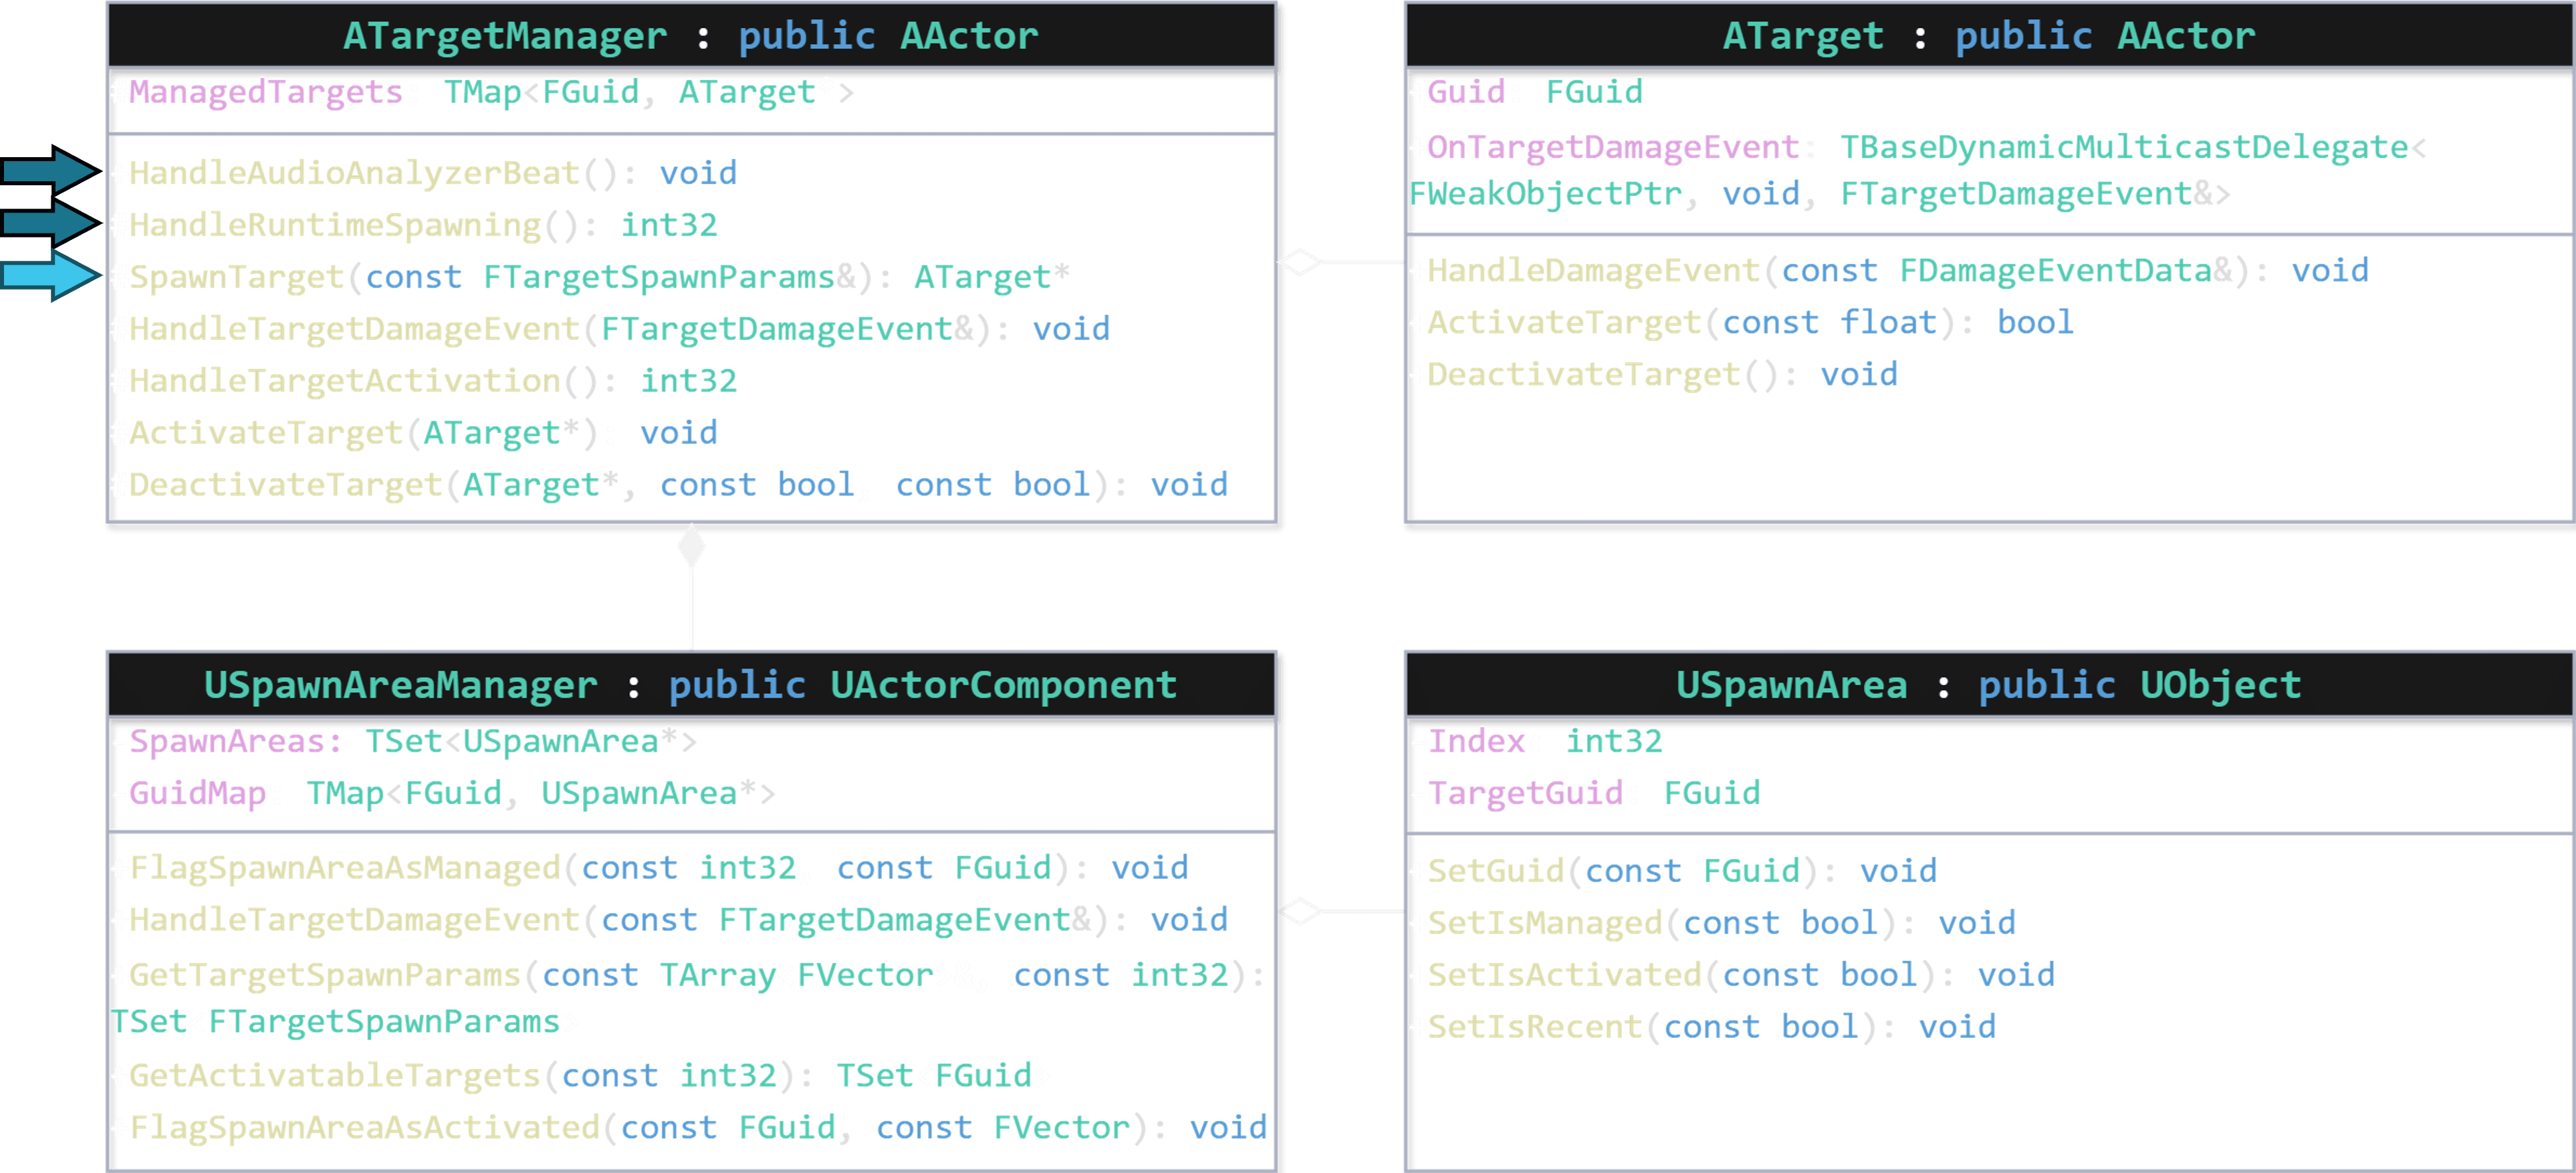 ATargetManager : public AActor
ManagedTargets TMap<FGuid, ATarget >
HandleAudioAnalyzerBeat(): void
HandleRuntimeSpawning(): int32
SpawnTarget(const FTargetSpawnParams&): ATarget*
HandleTargetDamageEvent(FTargetDamageEvent&): void
HandleTargetActivation(): int32
ActivateTarget(ATarget*) void
DeactivateTarget(ATarget*, const bool const bool): void
ATarget : public AActor
Guid FGuid
OnTargetDamageEvent: TBaseDynamicMulticastDelegate<
FWeakObjectPtr, void, FTargetDamageEvent&>
HandleDamageEvent(const FDamageEventData&): void
ActivateTarget(const float): bool
DeactivateTarget(): void
USpawnAreaManager : public UActorComponent
SpawnAreas: TSet<USpawnArea*>
GuidMap TMap<FGuid, USpawnArea*>
FlagSpawnAreaAsManaged(const int32 const FGuid): void
HandleTargetDamageEvent(const FTargetDamageEvent&): void
GetTargetSpawnParams(const TArray FVector const int32):
TSet FTargetSpawnParams
GetActivatableTargets(const int32): TSet FGuid
FlagSpawnAreaAsActivated(const FGuid, const FVector): void
USpawnArea : public UObject
Index int32
TargetGuid FGuid
SetGuid(const FGuid): void
SetIsManaged(const bool): void
SetIsActivated(const bool): void
SetIsRecent(const bool): void